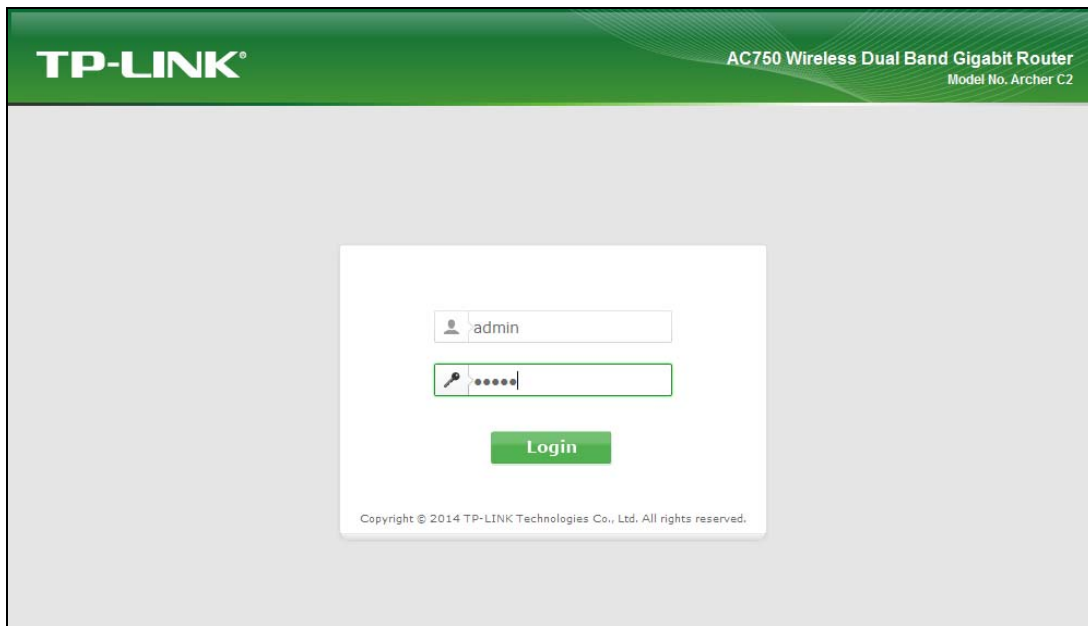 TP-LINK®
AC750 Wireless Dual Band Gigabit Router
Model No. Archer C2
admin
•••••
Login
Copyright © 2014 TP-LINK Technologies Co., Ltd. All rights reserved.